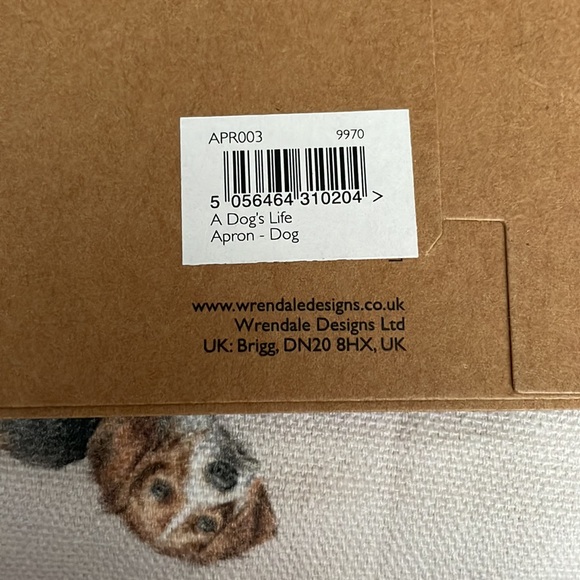 APR003 9970
5 056464 310204 >
A Dog's Life
Apron - Dog
www.wrendaledesigns.co.uk
Wrendale Designs Ltd
UK: Brigg, DN20 8HX, UK